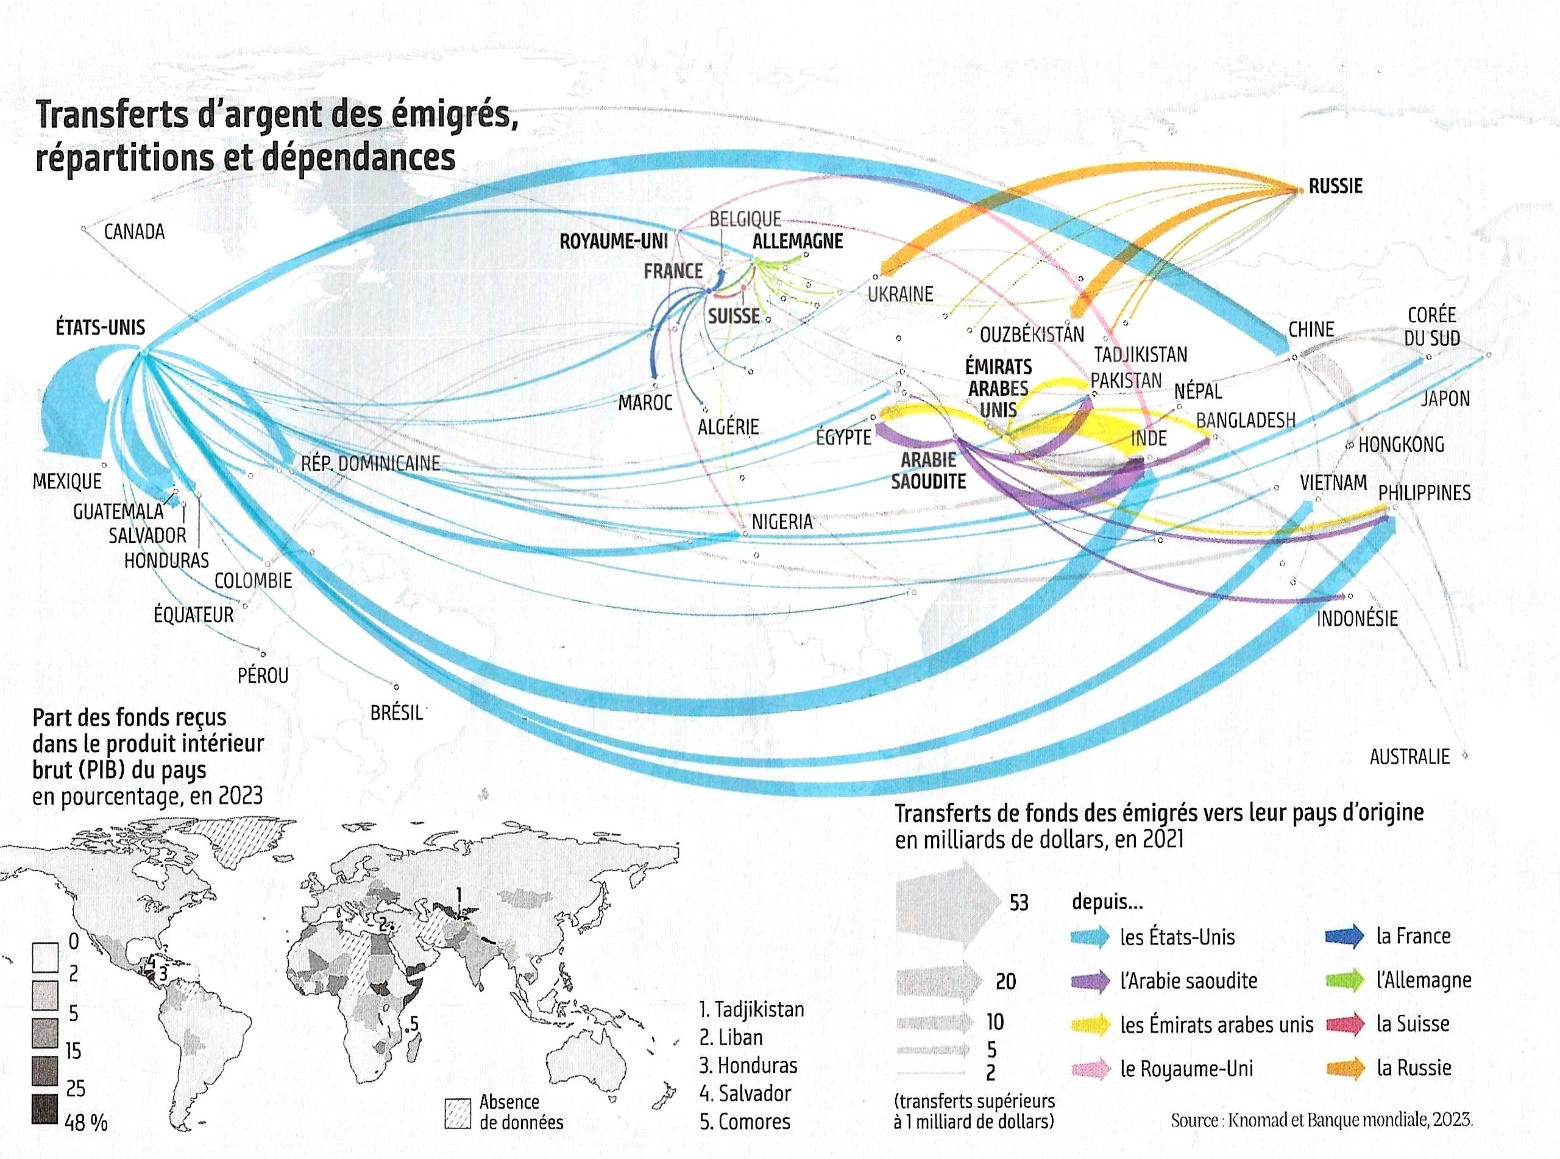 Transferts d'argent des émigrés,
répartitions et dépendances
CANADA
ÉTATS-UNIS
MEXIQUE
GUATEMALA
SALVADOR
HONDURAS
COLOMBIE
ÉQUATEUR
PÉROU
BRÉSIL
RÉP. DOMINICAINE
ROYAUME-UNI
BELGIQUE
ALLEMAGNE
FRANCE
SUISSE
MAROC
ALGÉRIE
NIGERIA
UKRAINE
RUSSIE
OUZBÉKISTAN
TADJIKISTAN
ÉMIRATS
ARABES
UNIS
PAKISTAN
NÉPAL
BANGLADESH
ÉGYPTE
INDE
ARABIE
SAOUDITE
CHINE
CORÉE
DU SUD
JAPON
HONGKONG
VIETNAM
PHILIPPINES
INDONÉSIE
AUSTRALIE
Part des fonds reçus
dans le produit intérieur
brut (PIB) du pays
en pourcentage, en 2023
0
2
5
15
25
48 %
1
2
4
3
5
Absence
de données
1. Tadjikistan
2. Liban
3. Honduras
4. Salvador
5. Comores
Transferts de fonds des émigrés vers leur pays d'origine
en milliards de dollars, en 2021
53
20
10
5
2
(transferts supérieurs
à 1 milliard de dollars)
depuis...
les États-Unis
l'Arabie saoudite
les Émirats arabes unis
le Royaume-Uni
la France
l'Allemagne
la Suisse
la Russie
Source : Knomad et Banque mondiale, 2023.